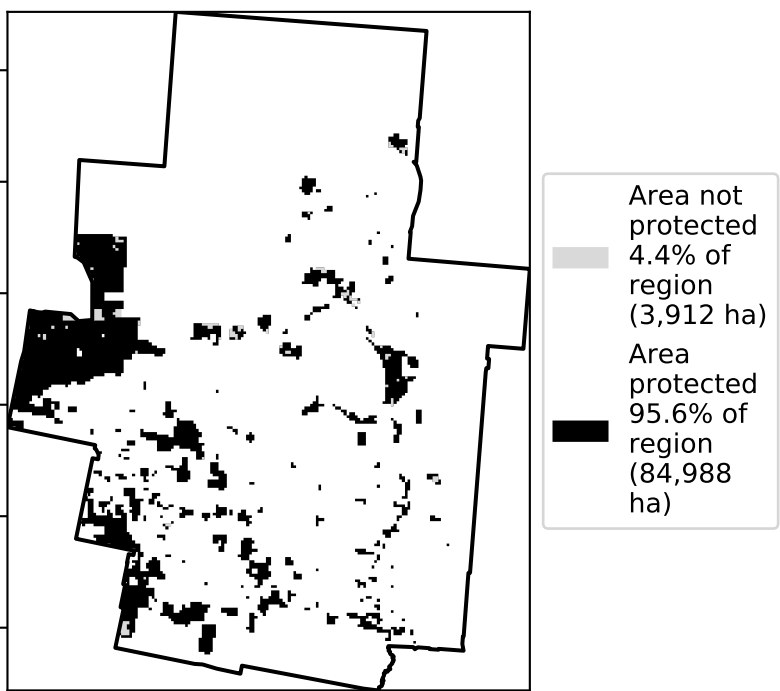 Area not
protected
4.4% of
region
(3,912 ha)
Area
protected
95.6% of
region
(84,988
ha)